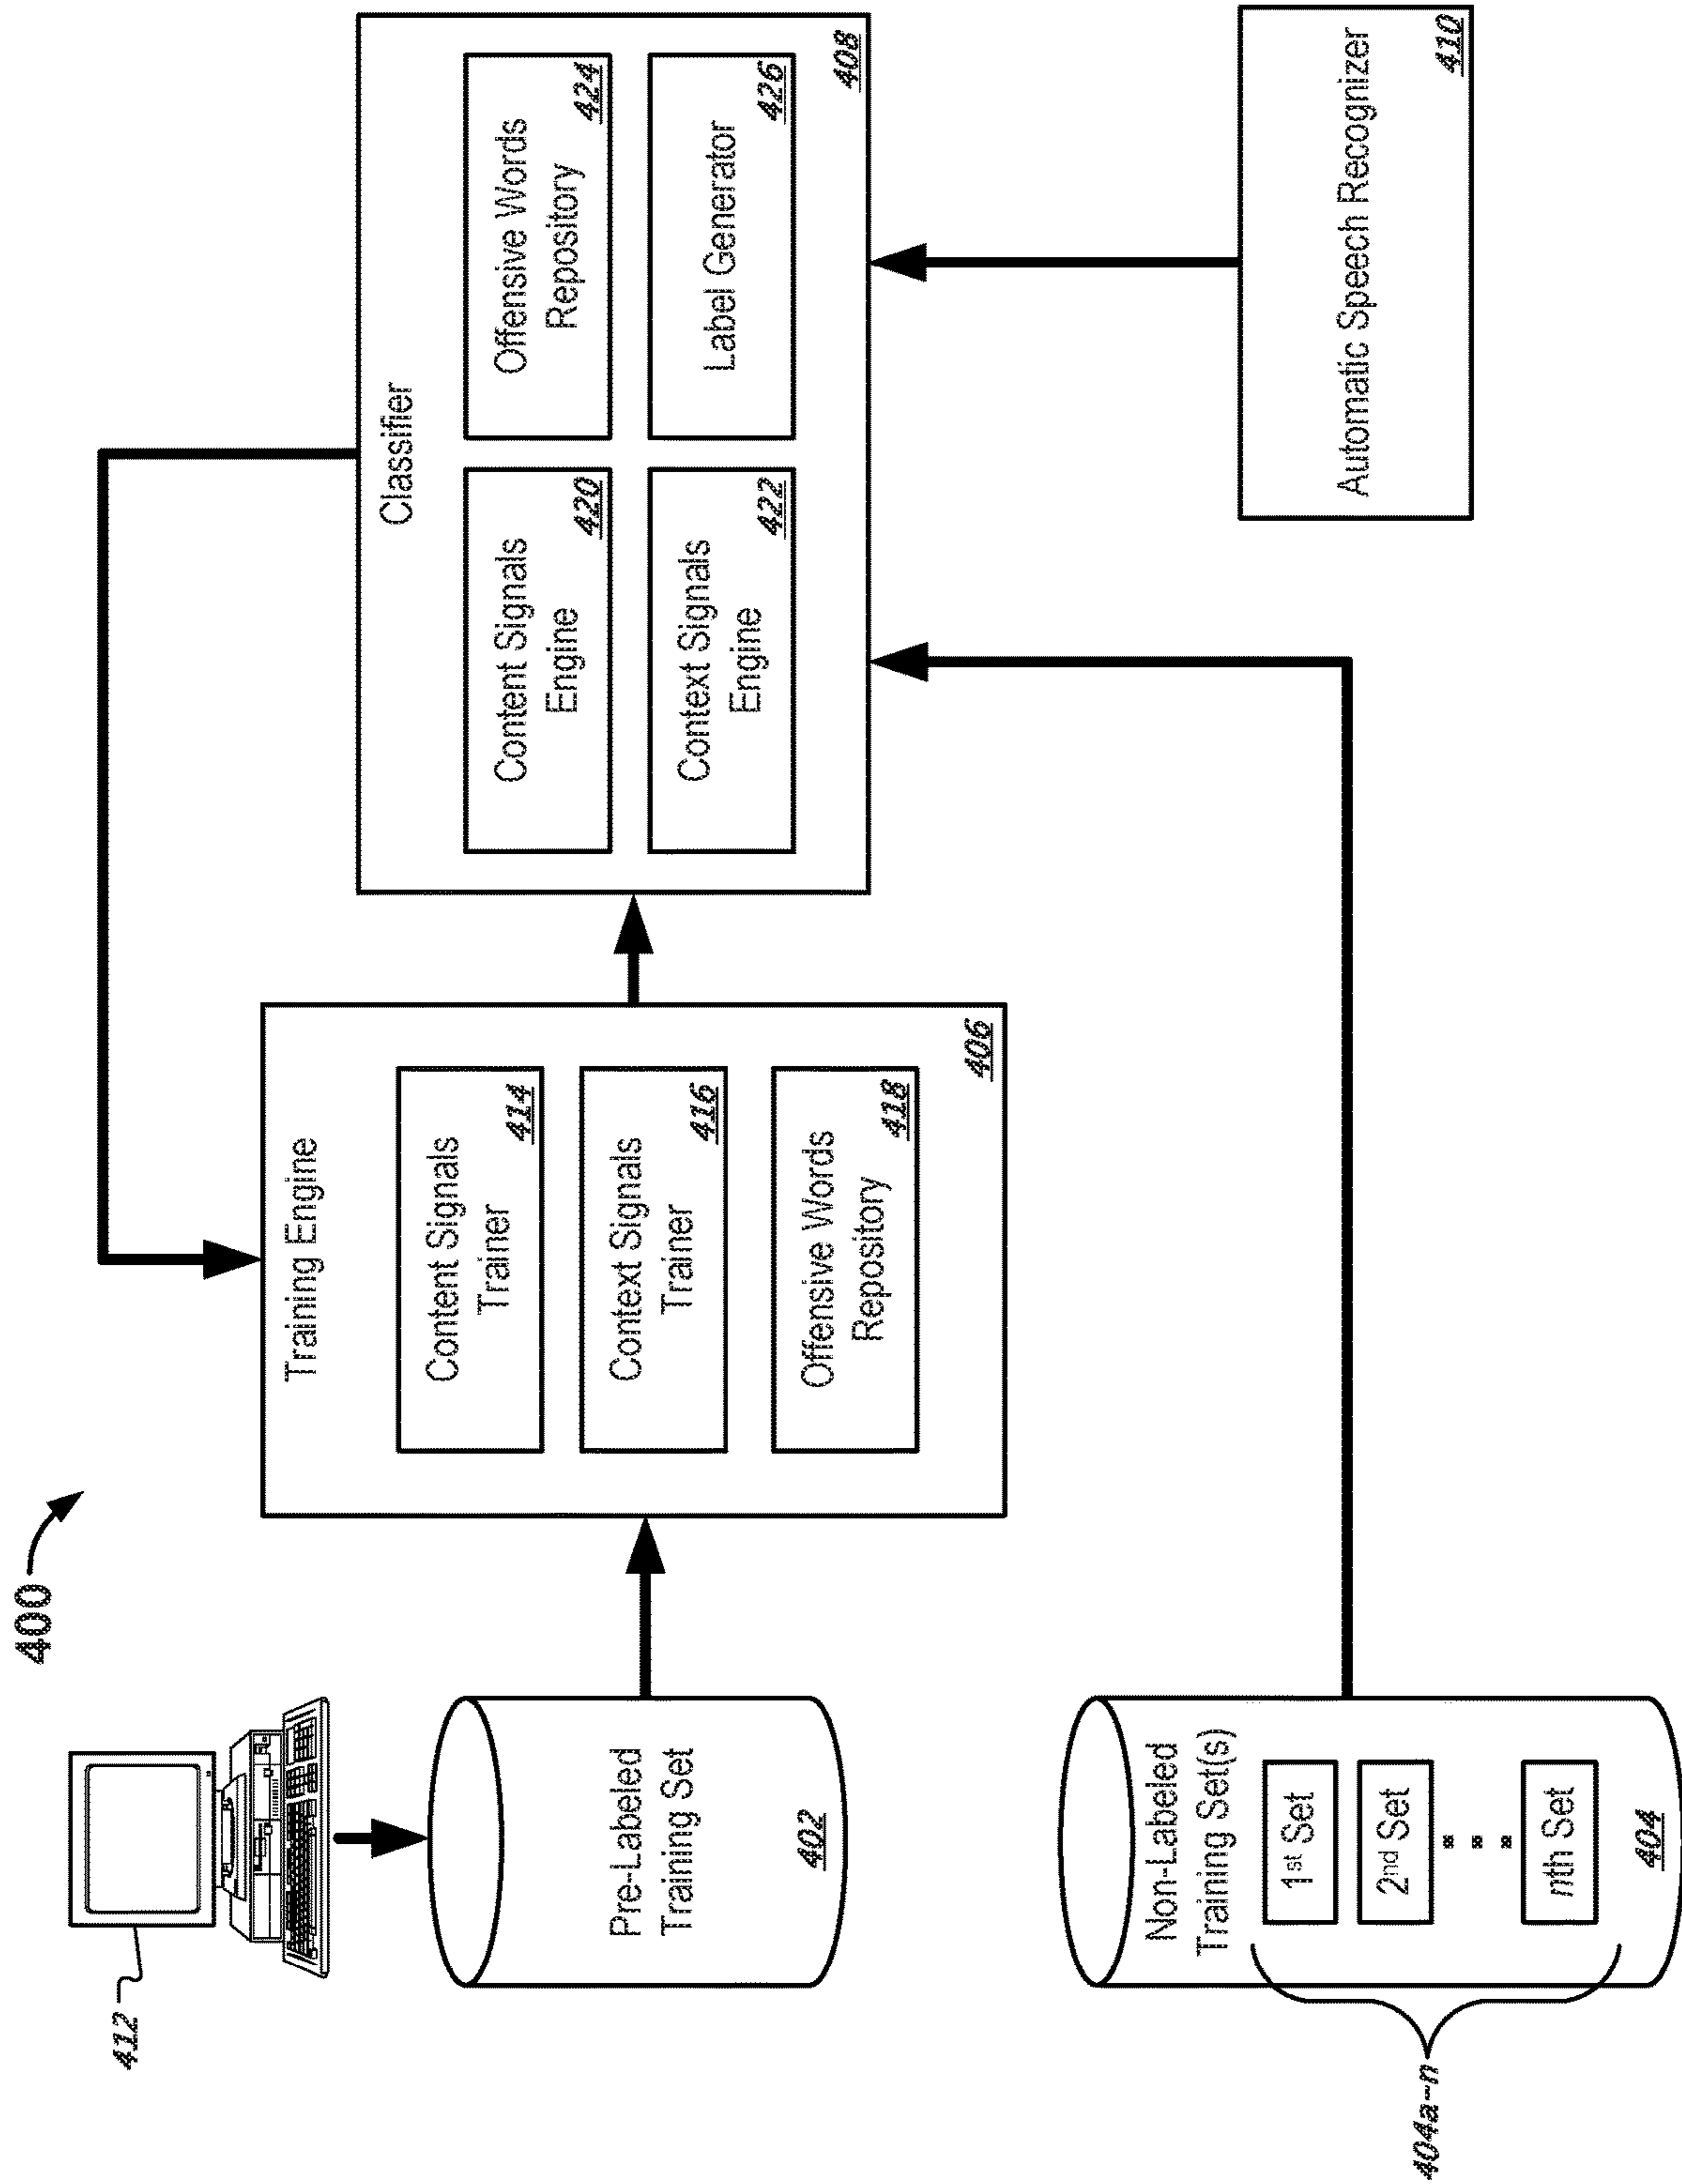 400
412
Pre-Labeled
Training Set
402
Training Engine
Content Signals
Trainer
414
Context Signals
Trainer
416
Offensive Words
Repository
418
406
Classifier
Content Signals
Engine
420
Offensive Words
Repository
424
Context Signals
Engine
422
Label Generator
426
408
Non-Labeled
Training Set(s)
1st Set
2nd Set
nth Set
404
404a-n
Automatic Speech Recognizer
410